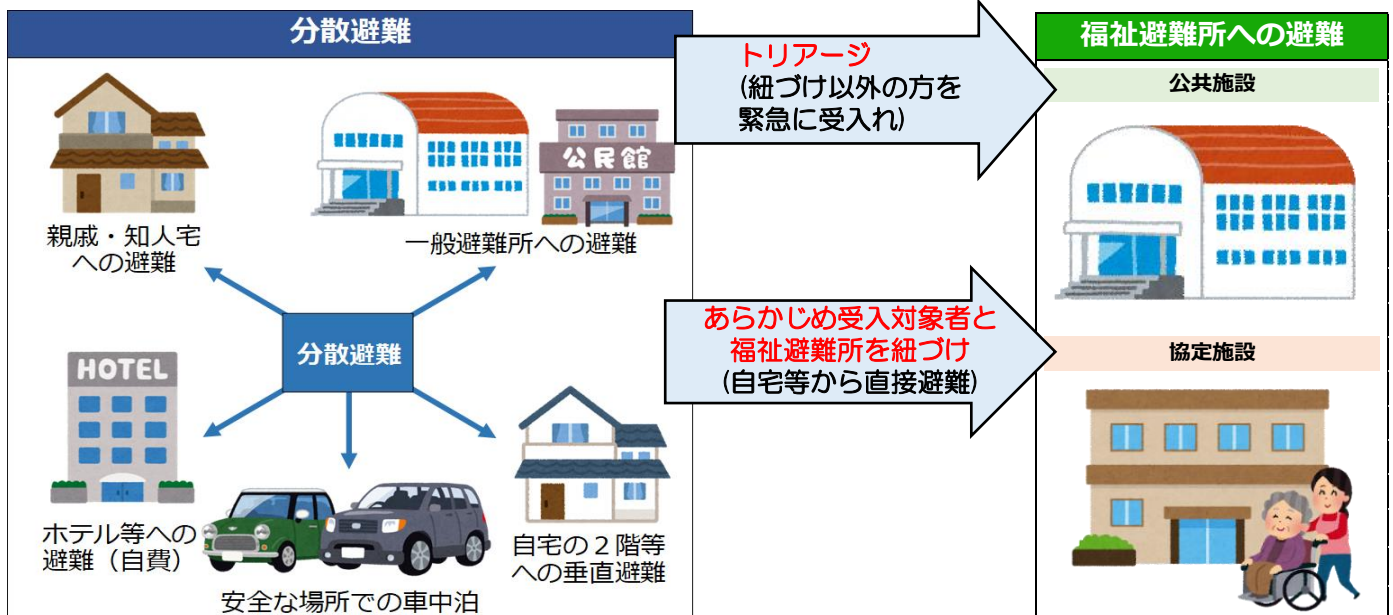 分散避難
親戚・知人宅
への避難
公民館
一般避難所への避難
分散避難
HOTEL
ホテル等への
避難（自費）
安全な場所での車中泊
自宅の２階等
への垂直避難
トリアージ
(紐づけ以外の方を
緊急に受入れ)
あらかじめ受入対象者と
福祉避難所を紐づけ
(自宅等から直接避難)
福祉避難所への避難
公共施設
協定施設